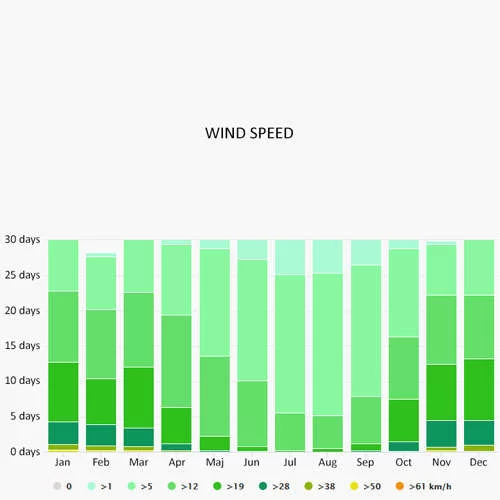 WIND SPEED
30 days
25 days
20 days
15 days
10 days
5 days
0 days
Jan Feb Mar Apr Maj Jun Jul Aug Sep Oct Nov Dec
0 >1 >5 >12 >19 >28 >38 >50 >61 km/h